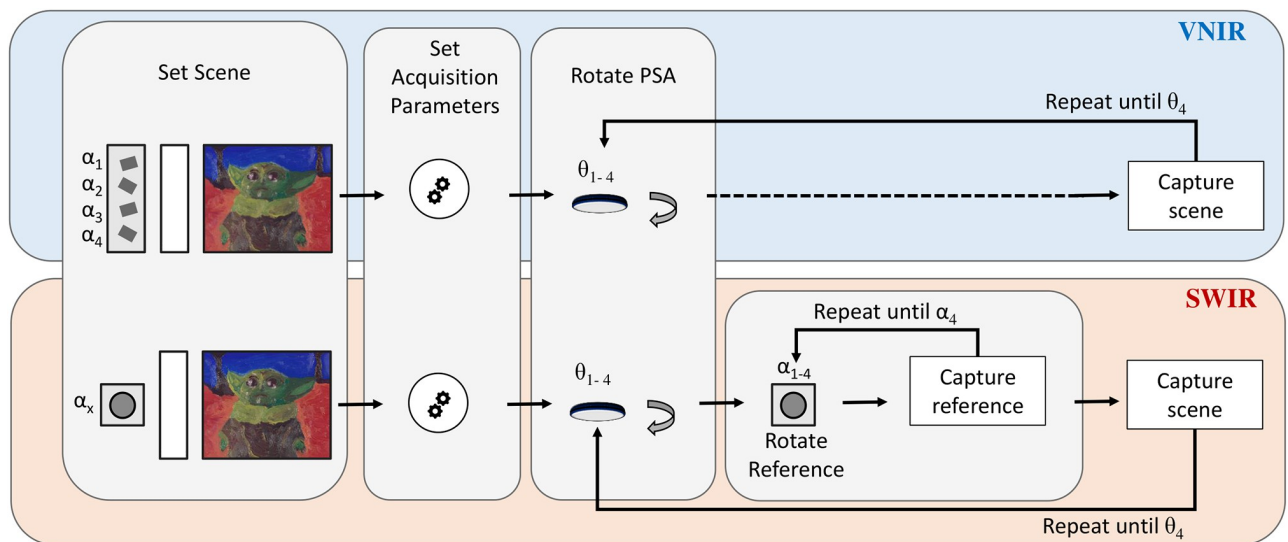 VNIR
Set Scene
Set
Acquisition
Parameters
Rotate PSA
Repeat until θ4
α1
α2
α3
α4
θ1-4
Capture
scene
SWIR
Repeat until α4
αx
θ1-4
α1-4
Rotate
Reference
Capture
reference
Capture
scene
Repeat until θ4